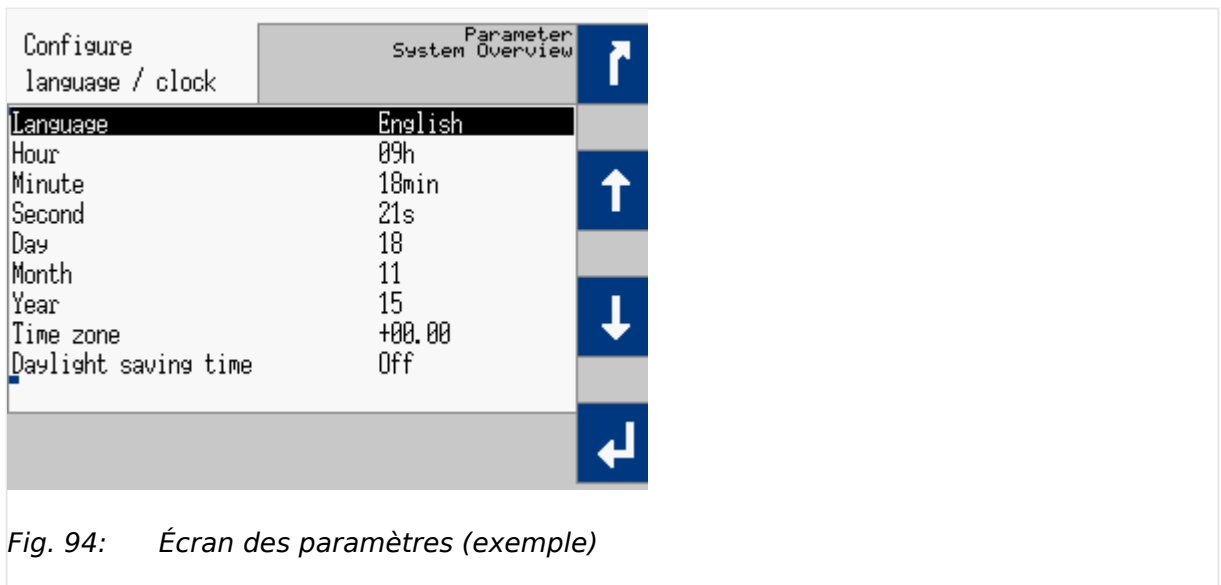 Configure
language / clock
Parameter
System Overview
Language English
Hour 09h
Minute 18min
Second 21s
Day 18
Month 11
Year 15
Time zone +00.00
Daylight saving time Off
Fig. 94: Écran des paramètres (exemple)